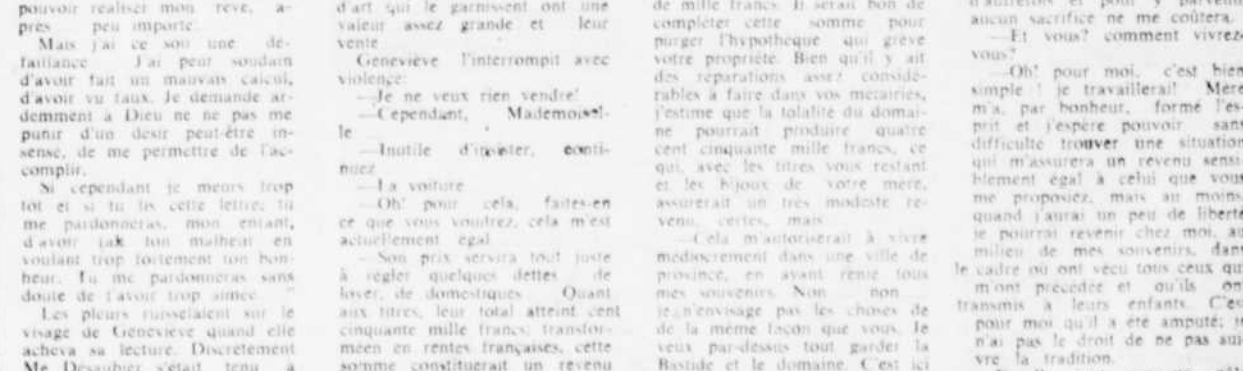 pouvoir réaliser mon rêve, a-
près peu importe.
Mais j'ai ce soir une dé-
faillance J'ai peur soudain
d'avoir fait un mauvais calcul,
d'avoir vu faux. Je demande ar-
demment à Dieu ne ne pas me
punir d'un desir peut-être in-
sensé, de me permettre de l'ac-
complir.
Si cependant je meurs trop
tôt et si tu lis cette lettre, tu
me pardonneras, mon enfant,
d'avoir fait ton malheur en
voulant trop fortement ton bon-
heur. Tu me pardonneras sans
doute de t'avoir trop aimée "
Les pleurs ruisselaient sur le
visage de Geneviève quand elle
acheva sa lecture. Discrètement
Me Desaubier s'était tenu à
d'art qui le garnissent ont une
valeur assez grande et leur
vente
Geneviève l'interrompit avec
violence:
—Je ne veux rien vendre!
—Cependant, Mademoisel-
le
—Inutile d'insister, conti-
nuez
—La voiture
—Oh! pour cela, faites-en
ce que vous voudrez, cela m'est
actuellement égal
—Son prix servira tout juste
à régler quelques dettes de
loyer, de domestiques Quant
aux titres, leur total atteint cent
cinquante mille francs; transfor-
méen en rentes françaises, cette
somme constituerait un revenu
de mille francs. Il serait bon de
compléter cette somme pour
purger l'hypothèque qui grève
votre propriété. Bien qu'il y ait
des réparations assez considé-
rables à faire dans vos métairies,
j'estime que la tolalité du domai-
ne pourrait produire quatre
cent cinquante mille francs, ce
qui, avec les titres vous restant
et les bijoux de votre mère,
assurerait un très modeste re-
venu, certes, mais
—Cela m'autoriserait à vivre
médiocrement dans une ville de
province, en ayant renié tous
mes souvenirs Non non
je n'envisage pas les choses de
de la même façon que vous. Je
veux par-dessus tout garder la
Bastide et le domaine. C'est ici
d'autrefois et pour y parvenir
aucun sacrifice ne me coûtera.
—Et vous? comment vivrez-
vous?
—Oh! pour moi, c'est bien
simple ! je travaillerai! Mère
m'a, par bonheur, formé l'es-
prit et j'espère pouvoir sans
difficulté trouver une situation
qui m'assurera un revenu sensi-
blement égal à celui que vous
me proposiez, mais au moins,
quand j'aurai un peu de liberté
je pourrai revenir chez moi, au
milieu de mes souvenirs, dans
le cadre où ont vécu tous ceux qui
m'ont précédée et qu'ils ont
transmis à leurs enfants. C'est
pour moi qu'il a été amputé; je
n'ai pas le droit de ne pas sui-
vre la tradition.